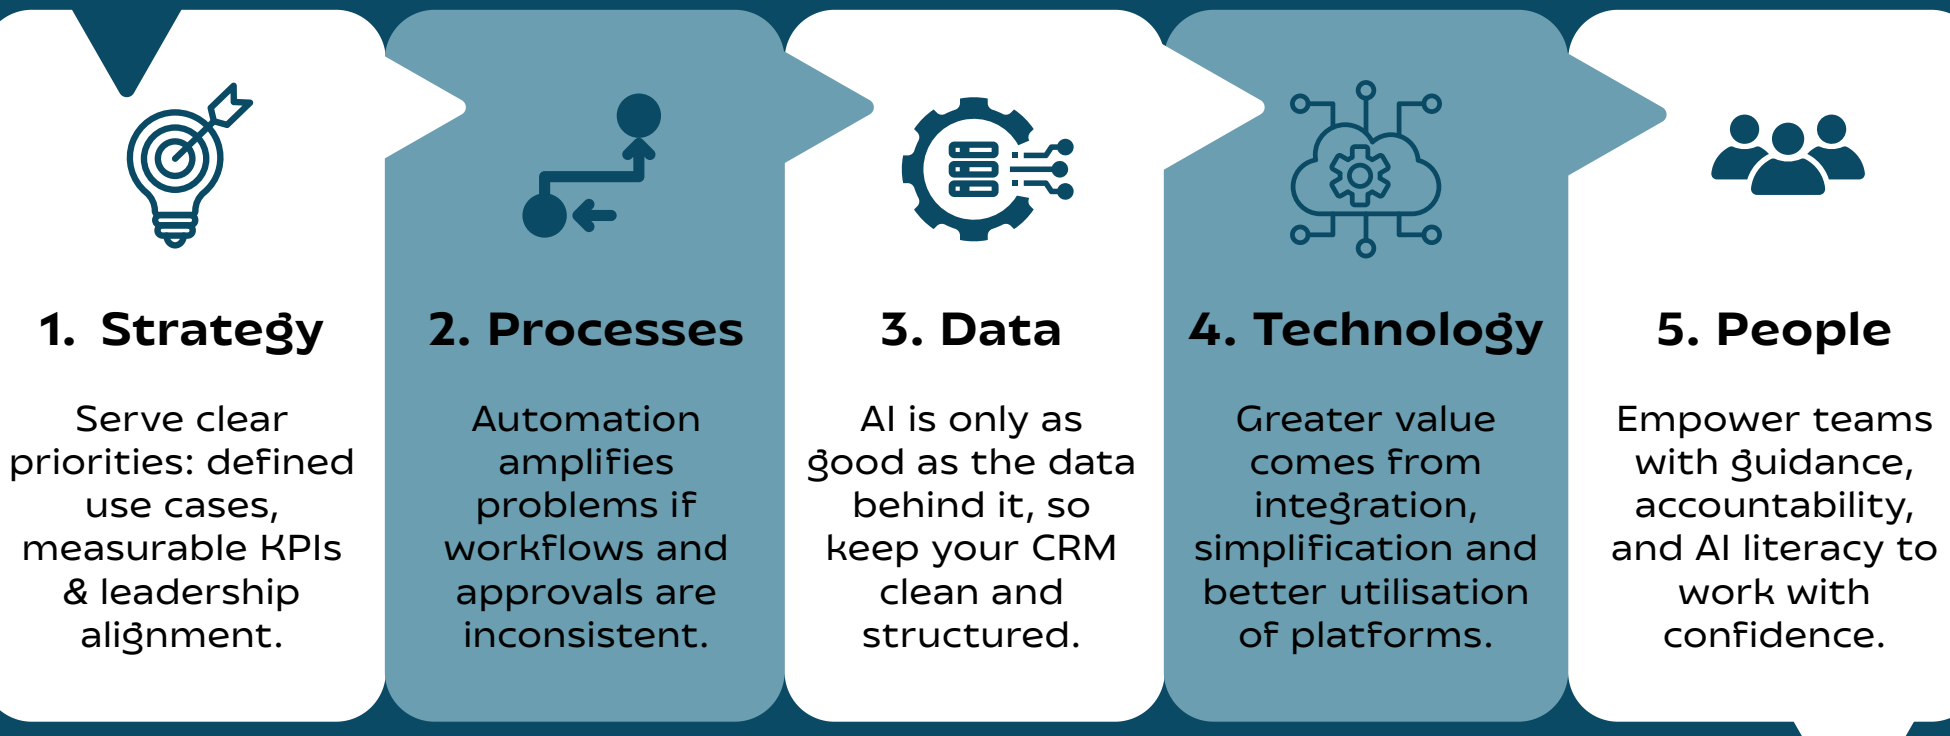 1. Strategy
Serve clear
priorities: defined
use cases,
measurable KPIs
& leadership
alignment.
2. Processes
Automation
amplifies
problems if
workflows and
approvals are
inconsistent.
3. Data
AI is only as
good as the data
behind it, so
keep your CRM
clean and
structured.
4. Technology
Greater value
comes from
integration,
simplification and
better utilisation
of platforms.
5. People
Empower teams
with guidance,
accountability,
and AI literacy to
work with
confidence.